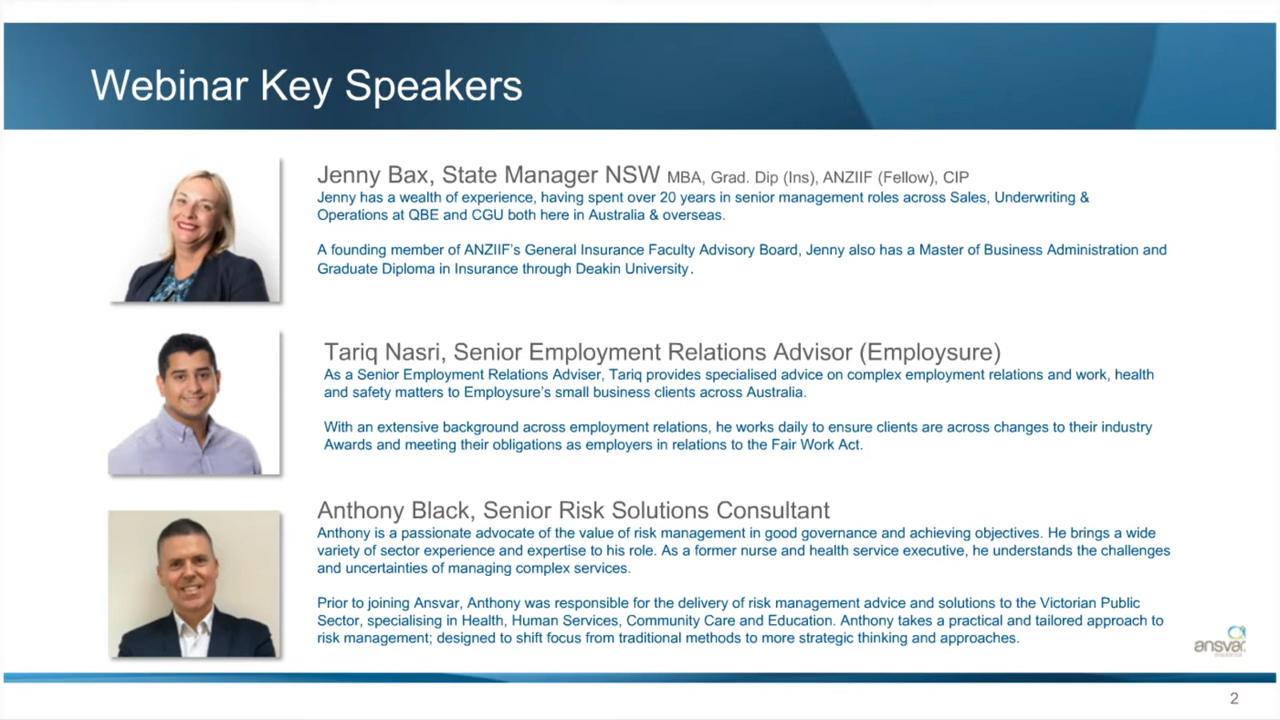 Webinar Key Speakers
Jenny Bax, State Manager NSW MBA, Grad. Dip (Ins), ANZIIF (Fellow), CIP
Jenny has a wealth of experience, having spent over 20 years in senior management roles across Sales, Underwriting &
Operations at QBE and CGU both here in Australia & overseas.
A founding member of ANZIIF's General Insurance Faculty Advisory Board, Jenny also has a Master of Business Administration and
Graduate Diploma in Insurance through Deakin University.
Tariq Nasri, Senior Employment Relations Advisor (Employsure)
As a Senior Employment Relations Adviser, Tariq provides specialised advice on complex employment relations and work, health
and safety matters to Employsure's small business clients across Australia.
With an extensive background across employment relations, he works daily to ensure clients are across changes to their industry
Awards and meeting their obligations as employers in relations to the Fair Work Act.
Anthony Black, Senior Risk Solutions Consultant
Anthony is a passionate advocate of the value of risk management in good governance and achieving objectives. He brings a wide
variety of sector experience and expertise to his role. As a former nurse and health service executive, he understands the challenges
and uncertainties of managing complex services.
Prior to joining Ansvar, Anthony was responsible for the delivery of risk management advice and solutions to the Victorian Public
Sector, specialising in Health, Human Services, Community Care and Education. Anthony takes a practical and tailored approach to
risk management; designed to shift focus from traditional methods to more strategic thinking and approaches.
ansvar
insurance
2